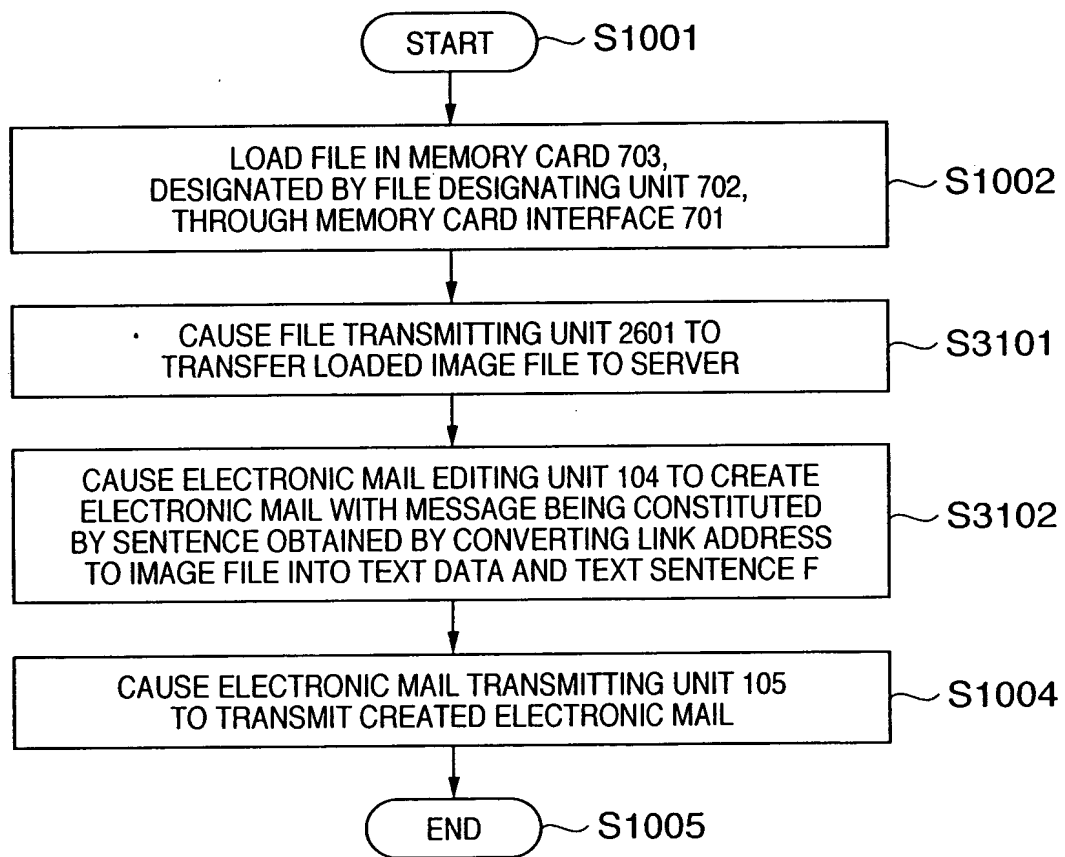 START
S1001
LOAD FILE IN MEMORY CARD 703,
DESIGNATED BY FILE DESIGNATING UNIT 702,
THROUGH MEMORY CARD INTERFACE 701
S1002
CAUSE FILE TRANSMITTING UNIT 2601 TO
TRANSFER LOADED IMAGE FILE TO SERVER
S3101
CAUSE ELECTRONIC MAIL EDITING UNIT 104 TO CREATE
ELECTRONIC MAIL WITH MESSAGE BEING CONSTITUTED
BY SENTENCE OBTAINED BY CONVERTING LINK ADDRESS
TO IMAGE FILE INTO TEXT DATA AND TEXT SENTENCE F
S3102
CAUSE ELECTRONIC MAIL TRANSMITTING UNIT 105
TO TRANSMIT CREATED ELECTRONIC MAIL
S1004
END
S1005